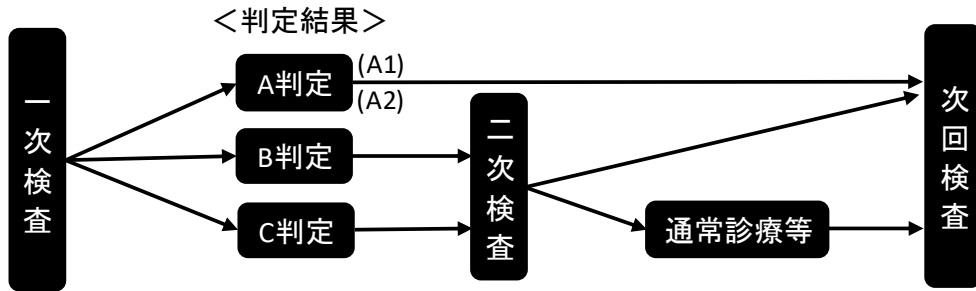 ＜判定結果＞
一次検査
A判定
(A1)
(A2)
B判定
C判定
二次検査
通常診療等
次回検査